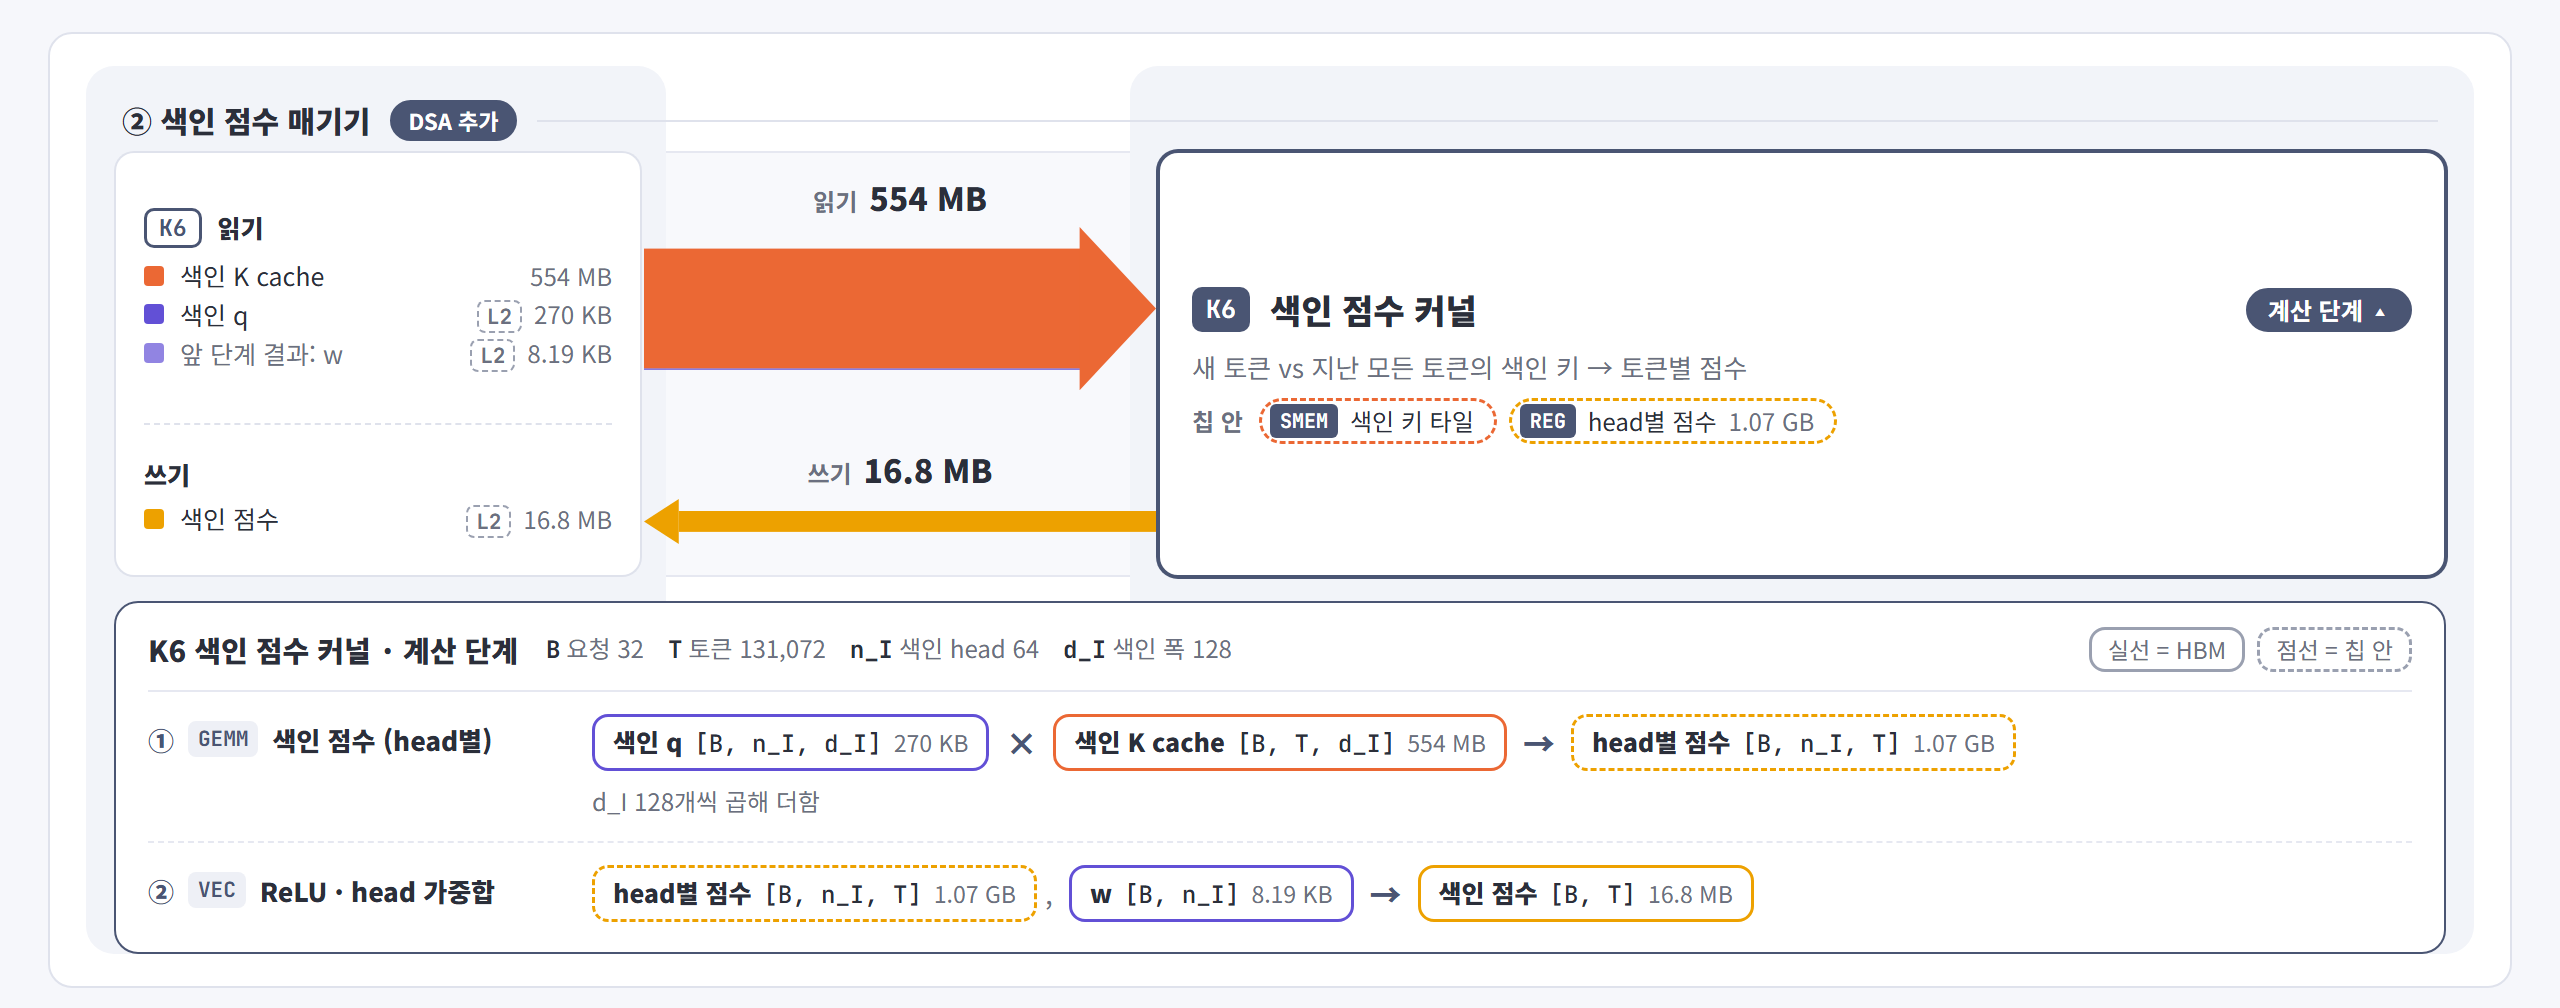 ② 색인 점수 매기기 DSA 추가
K6 읽기
색인 K cache 554 MB
색인 q L2 270 KB
앞 단계 결과: w L2 8.19 KB
쓰기
색인 점수 L2 16.8 MB
읽기 554 MB
쓰기 16.8 MB
K6 색인 점수 커널 계산 단계 ▲
새 토큰 vs 지난 모든 토큰의 색인 키 → 토큰별 점수
칩 안 SMEM 색인 키 타일 REG head별 점수 1.07 GB
K6 색인 점수 커널 · 계산 단계 B 요청 32 T 토큰 131,072 n_I 색인 head 64 d_I 색인 폭 128 실선 = HBM 점선 = 칩 안
① GEMM 색인 점수 (head별) 색인 q [B, n_I, d_I] 270 KB × 색인 K cache [B, T, d_I] 554 MB → head별 점수 [B, n_I, T] 1.07 GB
d_I 128개씩 곱해 더함
② VEC ReLU · head 가중합 head별 점수 [B, n_I, T] 1.07 GB , w [B, n_I] 8.19 KB → 색인 점수 [B, T] 16.8 MB